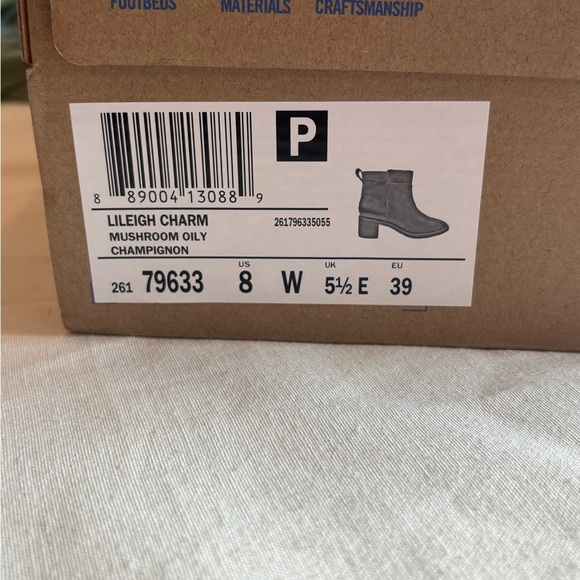 FOOTBEDS MATERIALS CRAFTSMANSHIP
P
8 89004 13088 9
LILEIGH CHARM 261796335055
MUSHROOM OILY
CHAMPIGNON
US UK EU
261 79633 8 W 5½ E 39